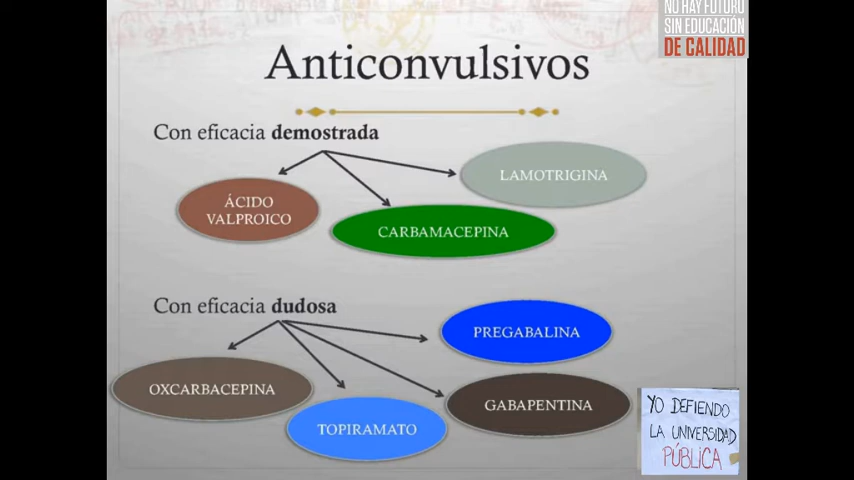 NO HAY FUTURO
SIN EDUCACIÓN
DE CALIDAD
Anticonvulsivos
Con eficacia demostrada
LAMOTRIGINA
ÁCIDO
VALPROICO
CARBAMACEPINA
Con eficacia dudosa
PREGABALINA
OXCARBACEPINA
GABAPENTINA
TOPIRAMATO
YO DEFIENDO
LA UNIVERSIDAD
PÚBLICA